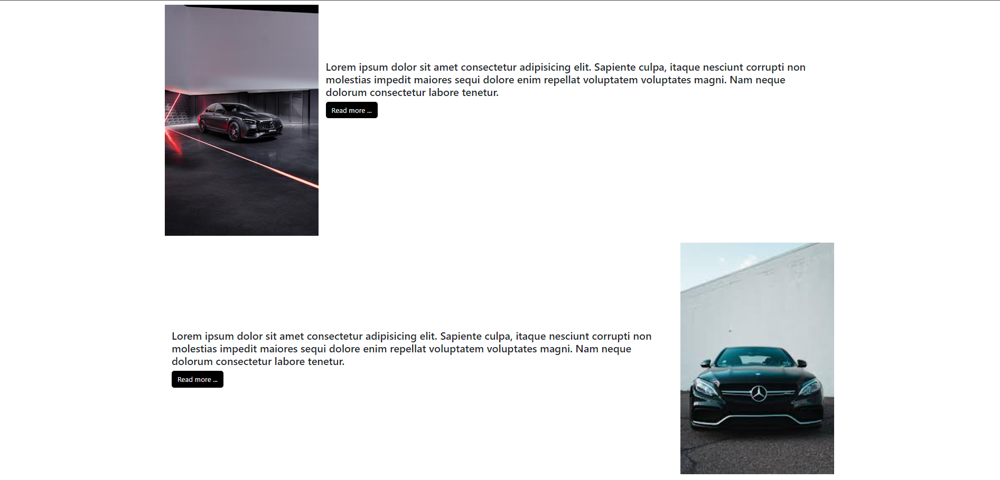 Lorem ipsum dolor sit amet consectetur adipisicing elit. Sapiente culpa, itaque nesciunt corrupti non
molestias impedit maiores sequi dolore enim repellat voluptatem voluptates magni. Nam neque
dolorum consectetur labore tenetur.
Read more ...
Lorem ipsum dolor sit amet consectetur adipisicing elit. Sapiente culpa, itaque nesciunt corrupti non
molestias impedit maiores sequi dolore enim repellat voluptatem voluptates magni. Nam neque
dolorum consectetur labore tenetur.
Read more ...